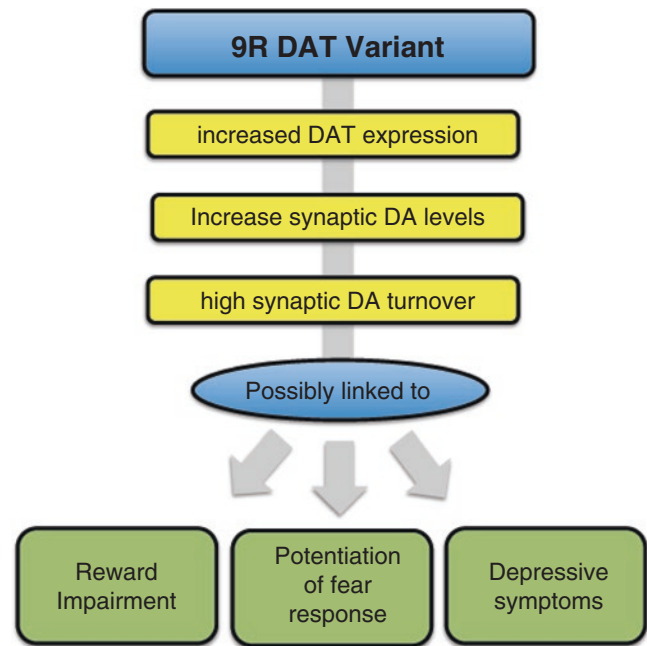 9R DAT Variant
increased DAT expression
Increase synaptic DA levels
high synaptic DA turnover
Possibly linked to
Reward
Impairment
Potentiation
of fear
response
Depressive
symptoms